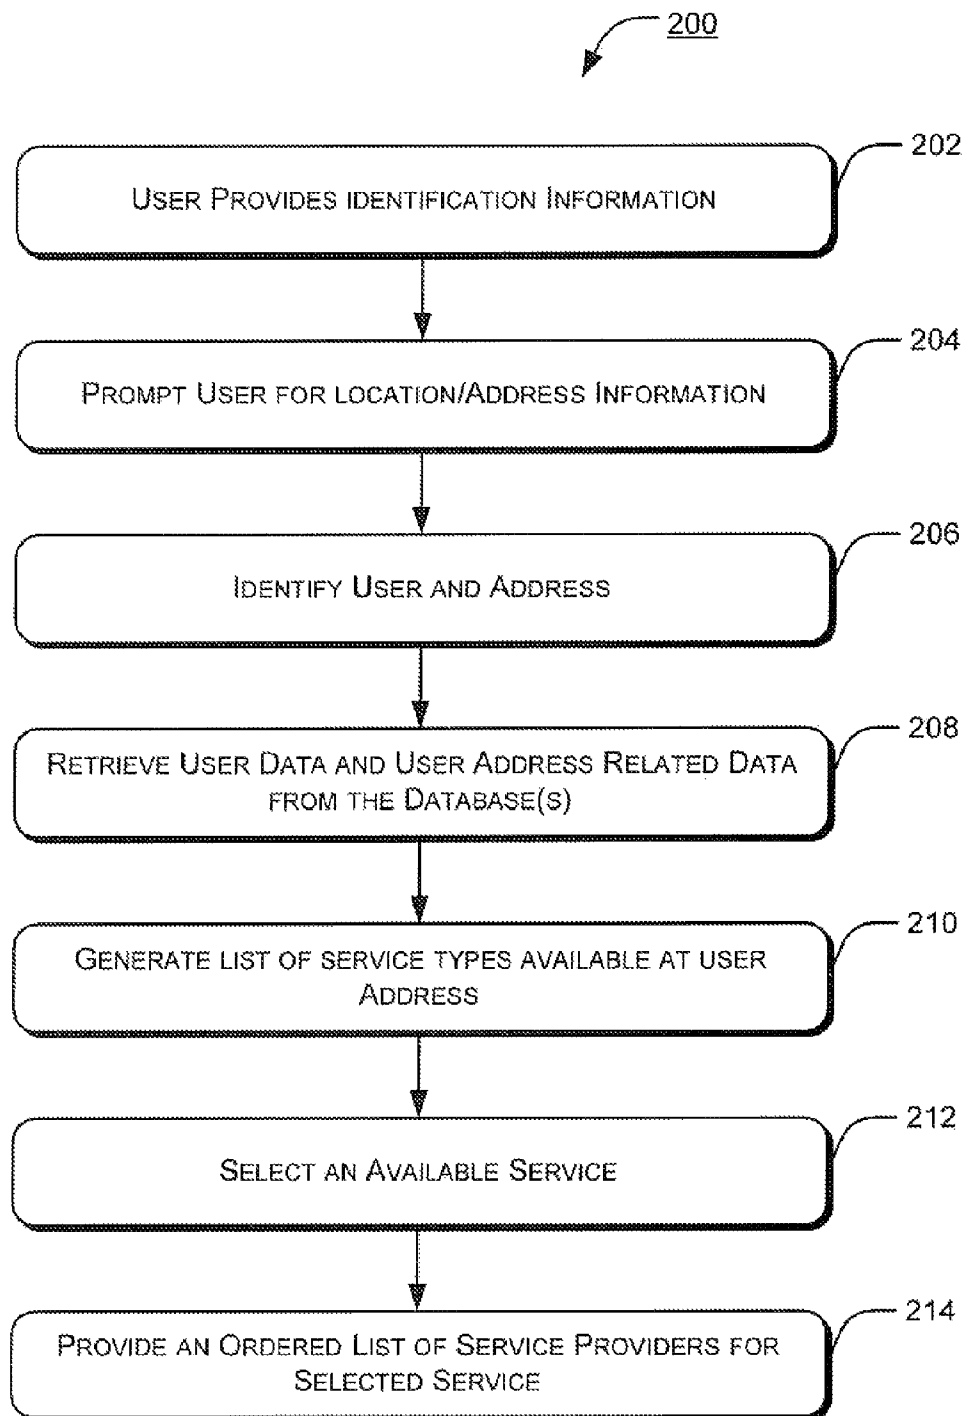 200
202
USER PROVIDES IDENTIFICATION INFORMATION
204
PROMPT USER FOR LOCATION/ADDRESS INFORMATION
206
IDENTIFY USER AND ADDRESS
208
RETRIEVE USER DATA AND USER ADDRESS RELATED DATA
FROM THE DATABASE(S)
210
GENERATE LIST OF SERVICE TYPES AVAILABLE AT USER
ADDRESS
212
SELECT AN AVAILABLE SERVICE
214
PROVIDE AN ORDERED LIST OF SERVICE PROVIDERS FOR
SELECTED SERVICE